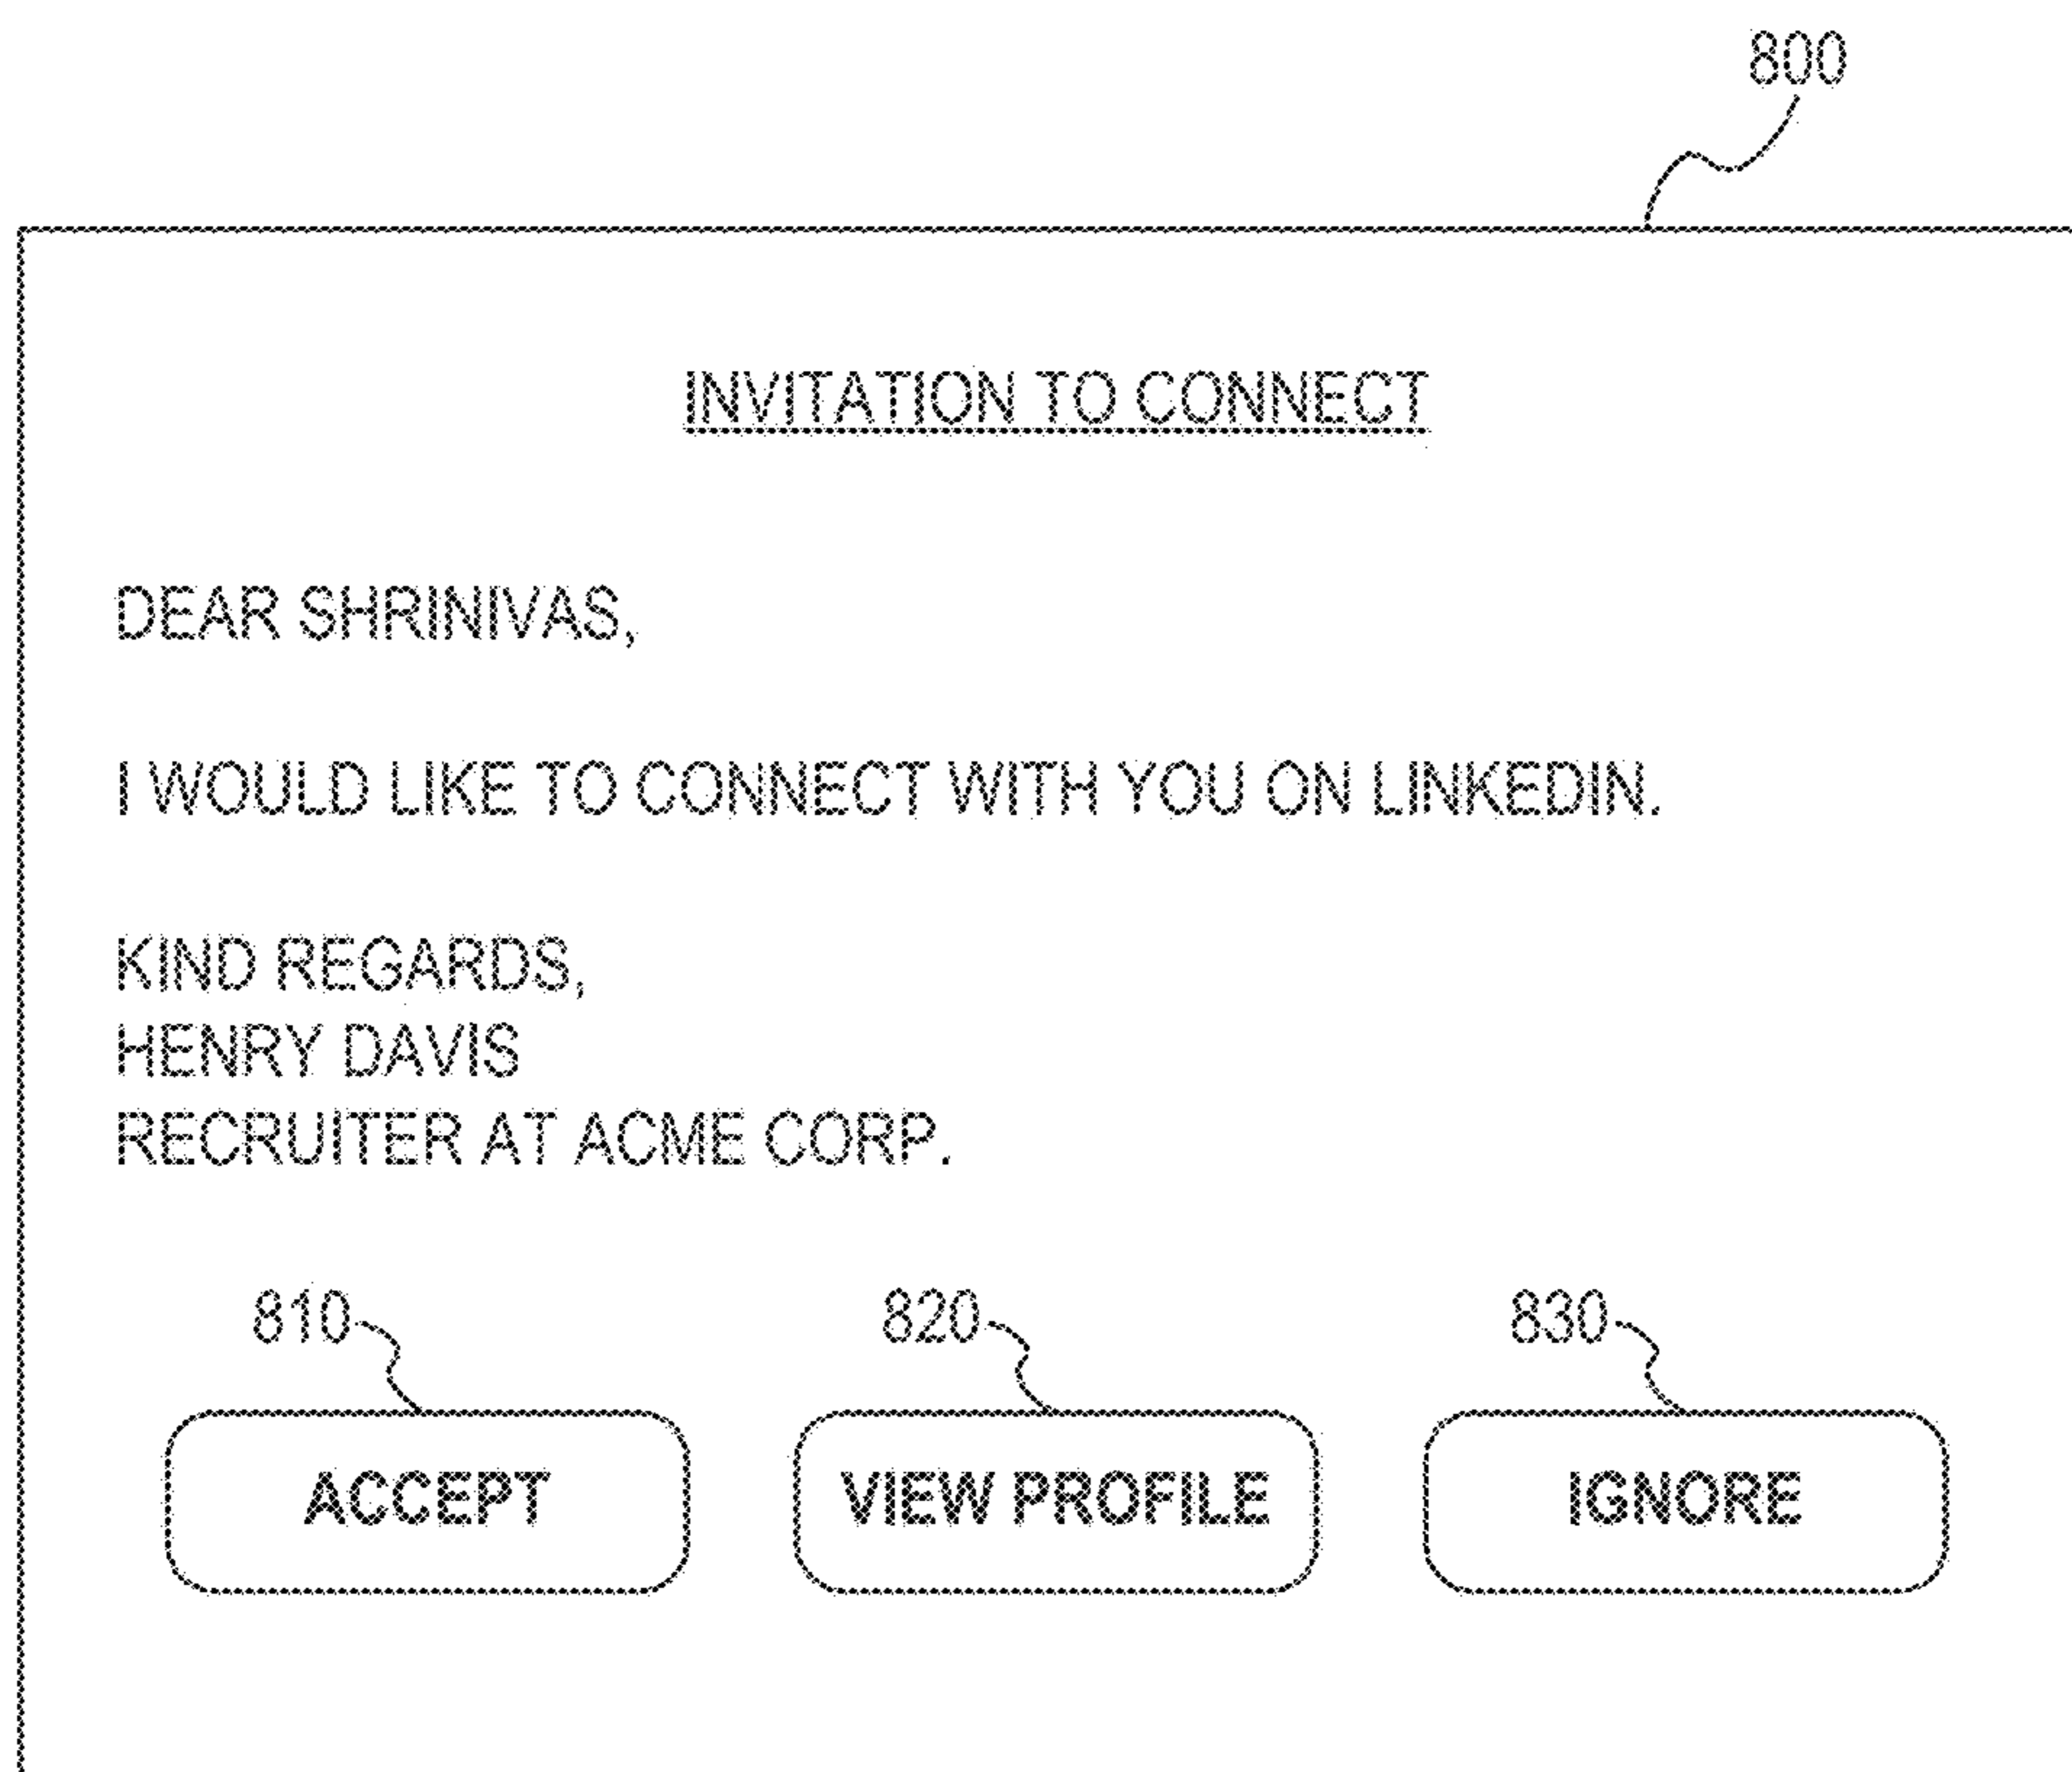 800
INVITATION TO CONNECT
DEAR SHRINIVAS,
I WOULD LIKE TO CONNECT WITH YOU ON LINKEDIN.
KIND REGARDS,
HENRY DAVIS
RECRUITER AT ACME CORP.
810 820 830
ACCEPT VIEW PROFILE IGNORE